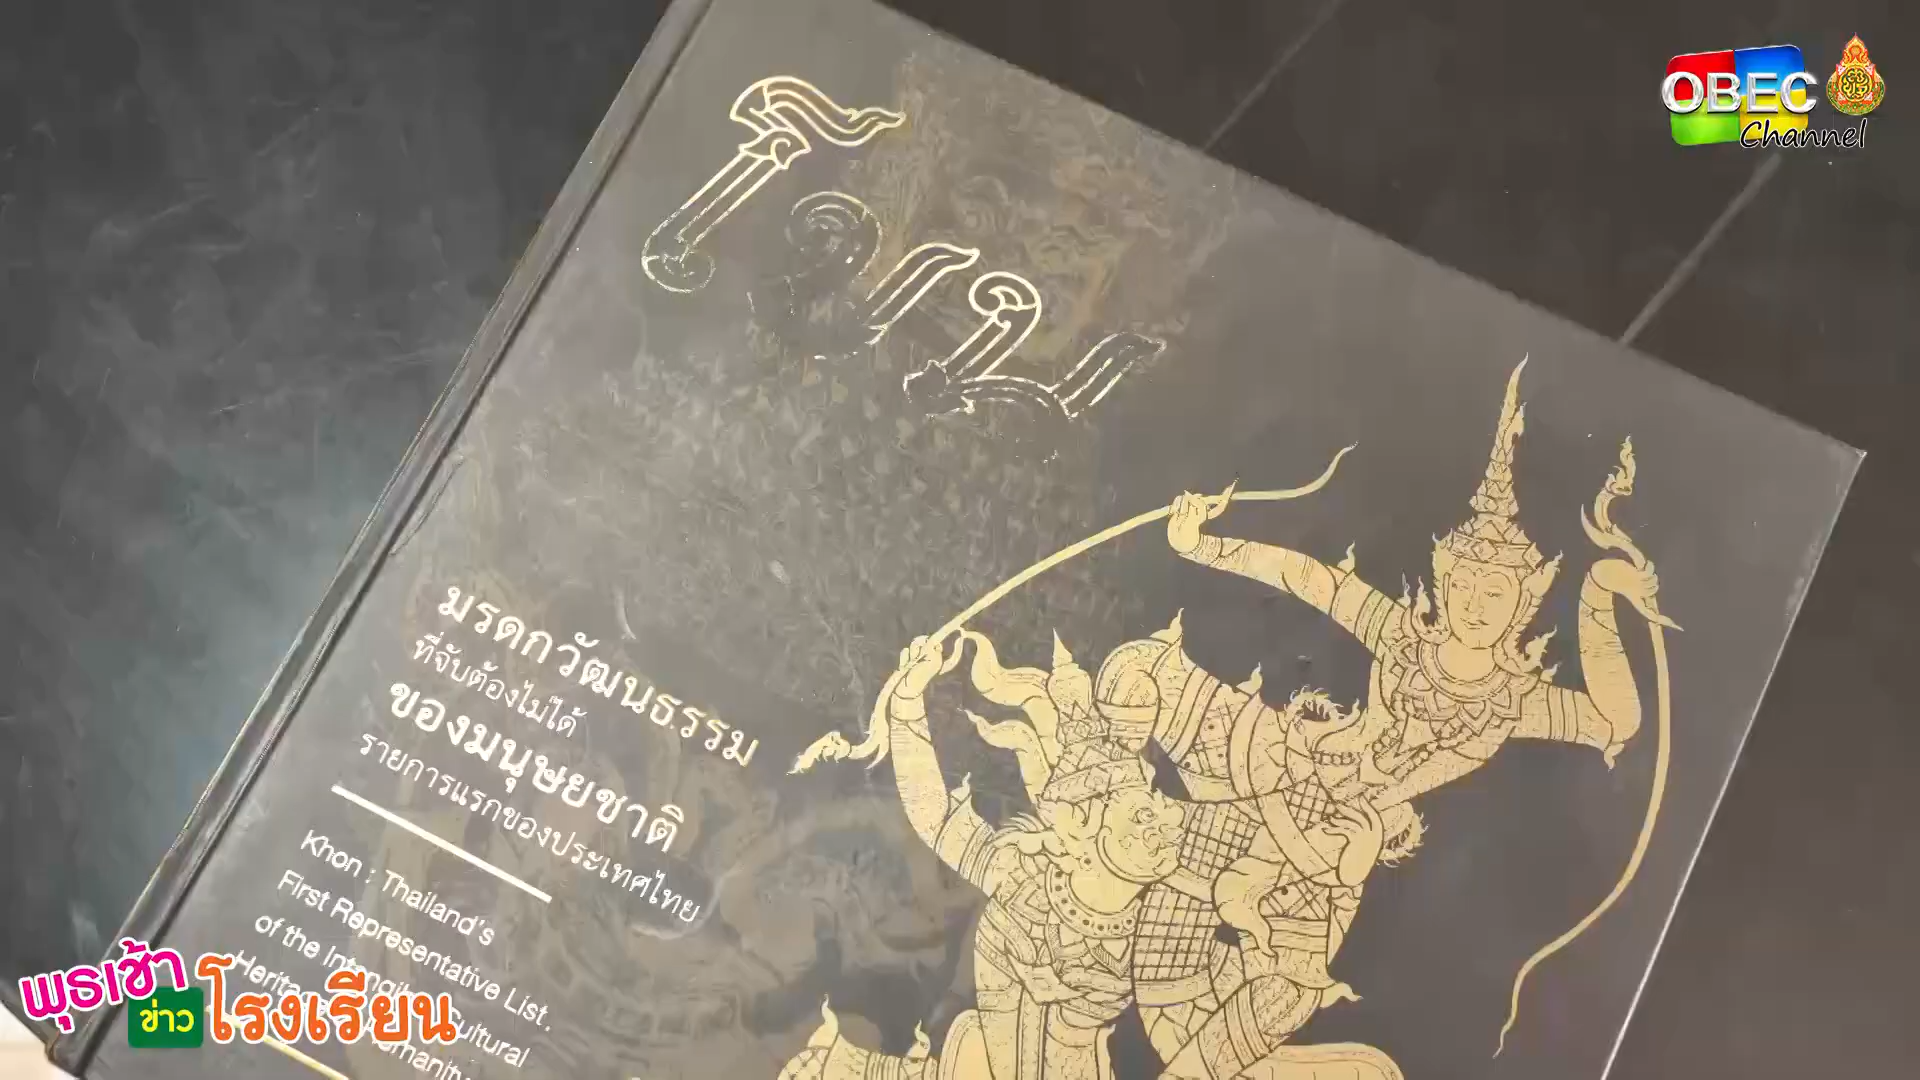 OBEC
Channel
โขน
มรดกวัฒนธรรม
ที่จับต้องไม่ได้
ของมนุษยชาติ
รายการแรกของประเทศไทย
Khon : Thailand's
First Representative List.
of the Intangible Cultural
Heritage Humanity
พุธเช้า
ข่าว
โรงเรียน